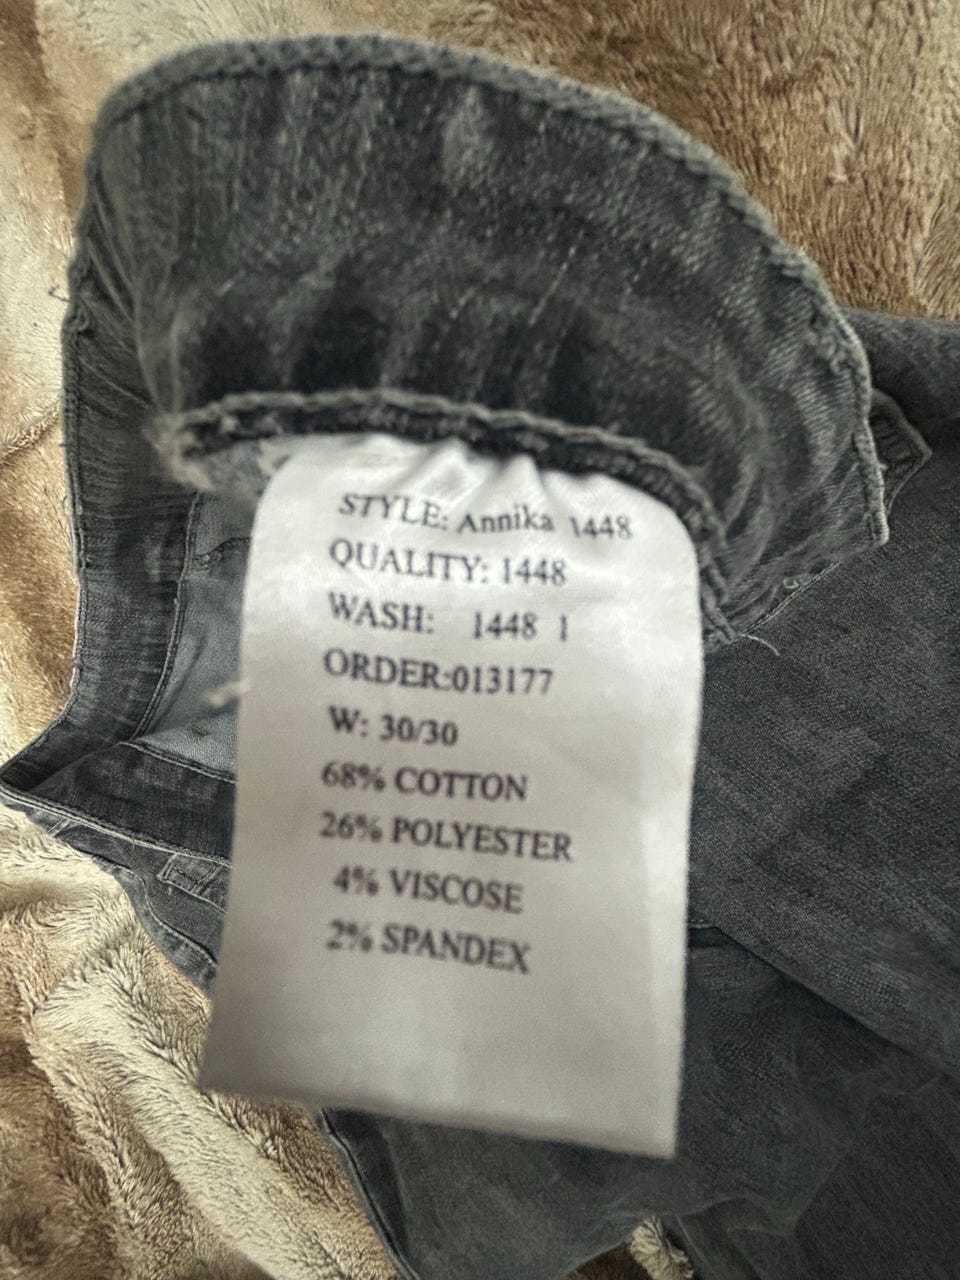 STYLE: Annika 1448
QUALITY: 1448
WASH: 1448 1
ORDER:013177
W: 30/30
68% COTTON
26% POLYESTER
4% VISCOSE
2% SPANDEX